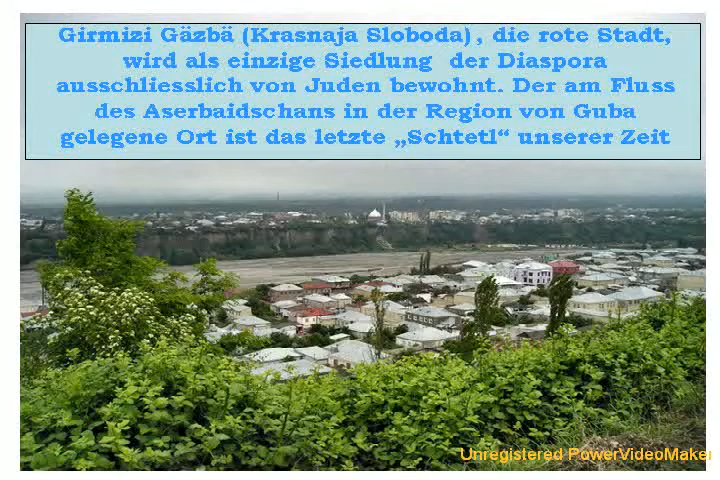 Girmizi Gäzbä (Krasnaja Sloboda), die rote Stadt,
wird als einzige Siedlung der Diaspora
ausschliesslich von Juden bewohnt. Der am Fluss
des Aserbaidschans in der Region von Guba
gelegene Ort ist das letzte „Schtetl“ unserer Zeit
Unregistered PowerVideoMaker